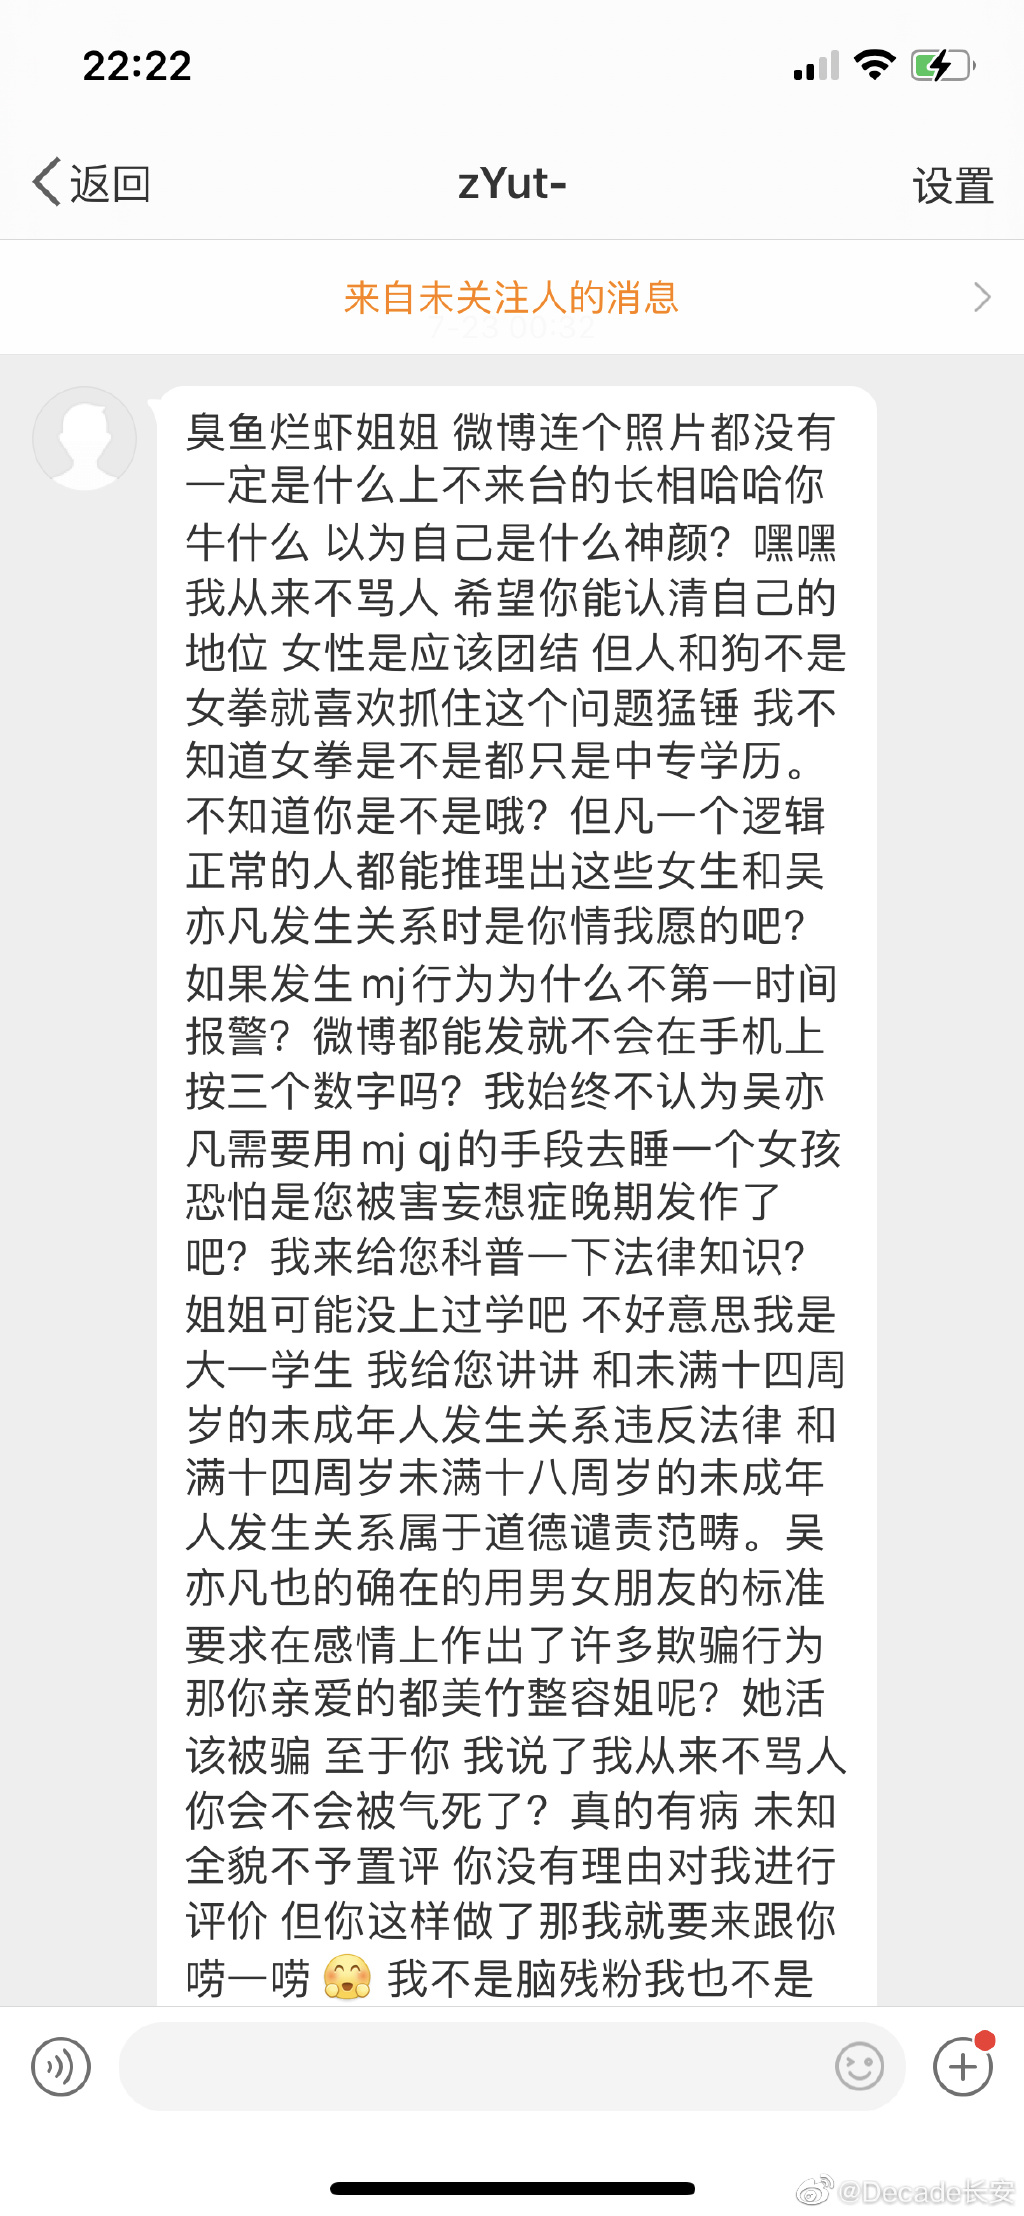 22:22
返回
zYut-
设置
来自未关注人的消息
7-23 00:32
臭鱼烂虾姐姐 微博连个照片都没有
一定是什么上不来台的长相哈哈你
牛什么 以为自己是什么神颜？嘿嘿
我从来不骂人 希望你能认清自己的
地位 女性是应该团结 但人和狗不是
女拳就喜欢抓住这个问题猛锤 我不
知道女拳是不是都只是中专学历。
不知道你是不是哦？但凡一个逻辑
正常的人都能推理出这些女生和吴
亦凡发生关系时是你情我愿的吧？
如果发生mj行为为什么不第一时间
报警？微博都能发就不会在手机上
按三个数字吗？我始终不认为吴亦
凡需要用mj qj的手段去睡一个女孩
恐怕是您被害妄想症晚期发作了
吧？我来给您科普一下法律知识？
姐姐可能没上过学吧 不好意思我是
大一学生 我给您讲讲 和未满十四周
岁的未成年人发生关系违反法律 和
满十四周岁未满十八周岁的未成年
人发生关系属于道德谴责范畴。吴
亦凡也的确在的用男女朋友的标准
要求在感情上作出了许多欺骗行为
那你亲爱的都美竹整容姐呢？她活
该被骗 至于你 我说了我从来不骂人
你会不会被气死了？真的有病 未知
全貌不予置评 你没有理由对我进行
评价 但你这样做了那我就要来跟你
唠一唠🤗 我不是脑残粉我也不是
@Decade长安